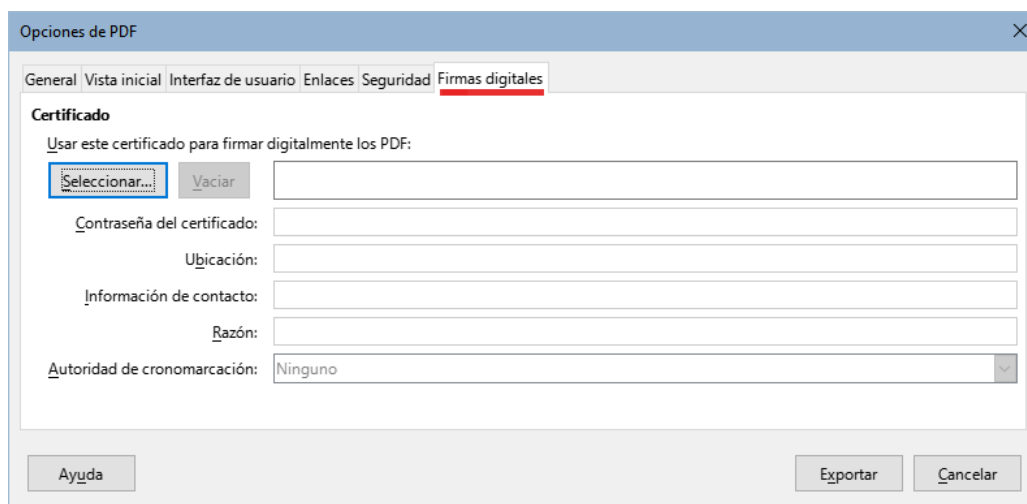 Opciones de PDF
General Vista inicial Interfaz de usuario Enlaces Seguridad Firmas digitales
Certificado
Usar este certificado para firmar digitalmente los PDF:
Seleccionar... Vaciar
Contraseña del certificado:
Ubicación:
Información de contacto:
Razón:
Autoridad de cronomarcación: Ninguno
Ayuda Exportar Cancelar